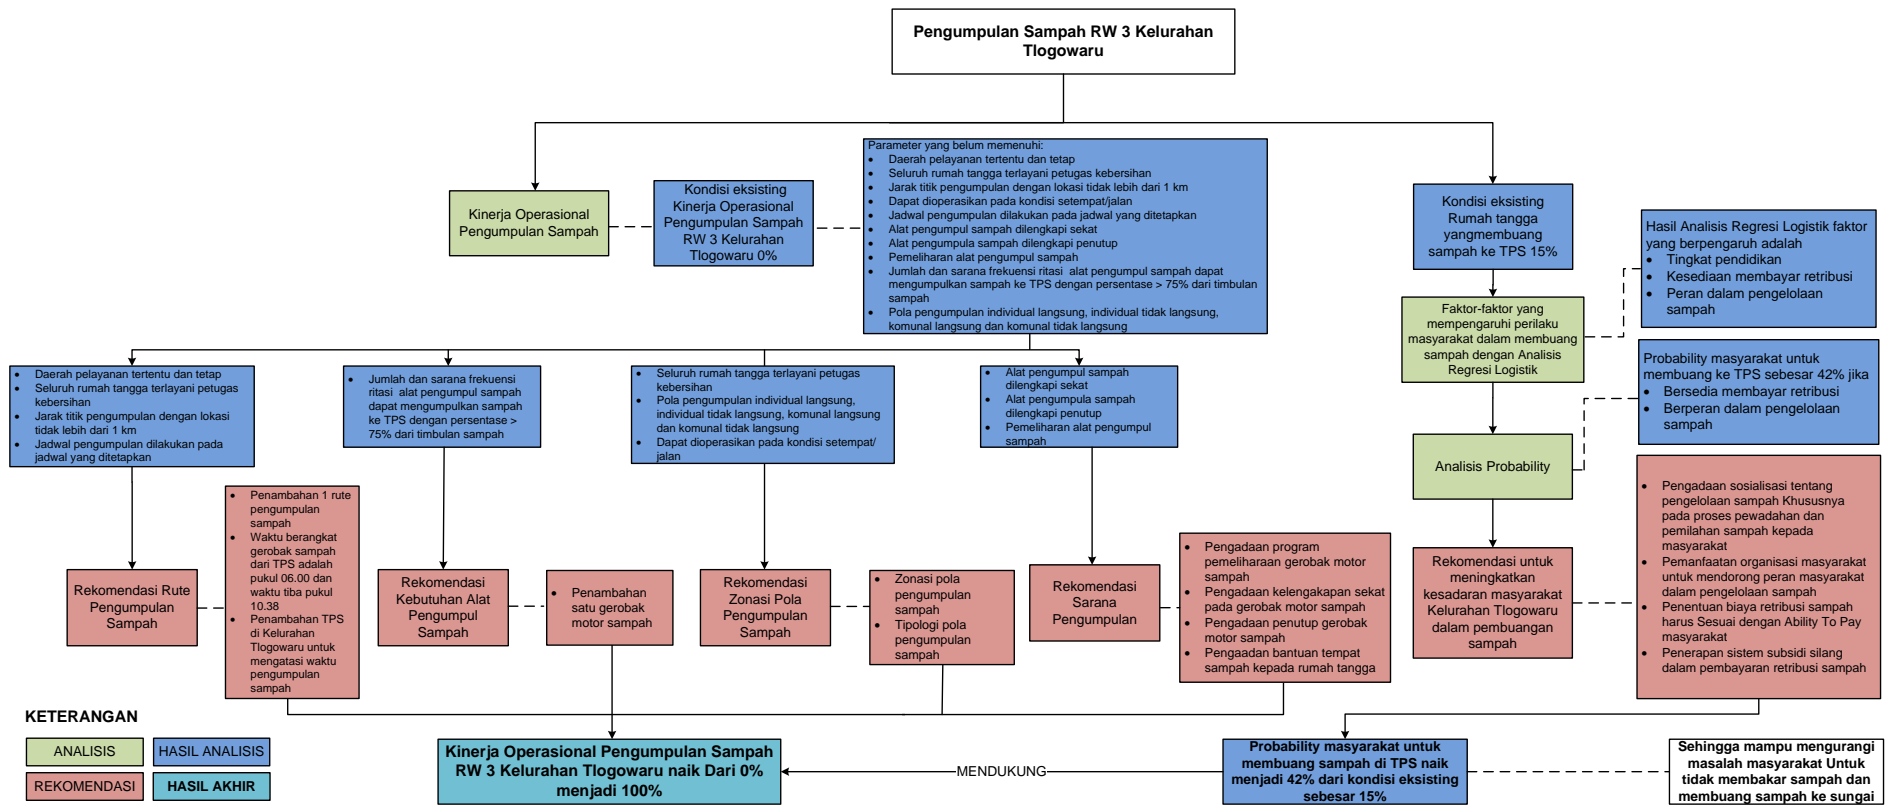 Pengumpulan Sampah RW 3 Kelurahan
Tlogowaru
Kinerja Operasional
Pengumpulan Sampah
Kondisi eksisting
Kinerja Operasional
Pengumpulan Sampah
RW 3 Kelurahan
Tlogowaru 0%
Parameter yang belum memenuhi:
• Daerah pelayanan tertentu dan tetap
• Seluruh rumah tangga terlayani petugas kebersihan
• Jarak titik pengumpulan dengan lokasi tidak lebih dari 1 km
• Dapat dioperasikan pada kondisi setempat/jalan
• Jadwal pengumpulan dilakukan pada jadwal yang ditetapkan
• Alat pengumpul sampah dilengkapi sekat
• Alat pengumpula sampah dilengkapi penutup
• Pemeliharan alat pengumpul sampah
• Jumlah dan sarana frekuensi ritasi alat pengumpul sampah dapat
mengumpulkan sampah ke TPS dengan persentase > 75% dari timbulan
sampah
• Pola pengumpulan individual langsung, individual tidak langsung,
komunal langsung dan komunal tidak langsung
Kondisi eksisting
Rumah tangga
yangmembuang
sampah ke TPS 15%
Hasil Analisis Regresi Logistik faktor
yang berpengaruh adalah
• Tingkat pendidikan
• Kesediaan membayar retribusi
• Peran dalam pengelolaan
sampah
Faktor-faktor yang
mempengaruhi perilaku
masyarakat dalam membuang
sampah dengan Analisis
Regresi Logistik
Probability masyarakat untuk
membuang ke TPS sebesar 42% jika
• Bersedia membayar retribusi
• Berperan dalam pengelolaan
sampah
Analisis Probability
• Daerah pelayanan tertentu dan tetap
• Seluruh rumah tangga terlayani petugas
kebersihan
• Jarak titik pengumpulan dengan lokasi
tidak lebih dari 1 km
• Jadwal pengumpulan dilakukan pada
jadwal yang ditetapkan
• Jumlah dan sarana frekuensi
ritasi alat pengumpul sampah
dapat mengumpulkan sampah
ke TPS dengan persentase >
75% dari timbulan sampah
• Seluruh rumah tangga terlayani petugas
kebersihan
• Pola pengumpulan individual langsung,
individual tidak langsung, komunal langsung
dan komunal tidak langsung
• Dapat dioperasikan pada kondisi setempat/
jalan
• Alat pengumpul sampah
dilengkapi sekat
• Alat pengumpula sampah
dilengkapi penutup
• Pemeliharan alat pengumpul
sampah
Rekomendasi Rute
Pengumpulan
Sampah
• Penambahan 1 rute
pengumpulan
sampah
• Waktu berangkat
gerobak sampah
dari TPS adalah
pukul 06.00 dan
waktu tiba pukul
10.38
• Penambahan TPS
di Kelurahan
Tlogowaru untuk
mengatasi waktu
pengumpulan
sampah
Rekomendasi
Kebutuhan Alat
Pengumpul
Sampah
• Penambahan
satu gerobak
motor sampah
Rekomendasi
Zonasi Pola
Pengumpulan
Sampah
• Zonasi pola
pengumpulan
sampah
• Tipologi pola
pengumpulan
sampah
Rekomendasi
Sarana
Pengumpulan
• Pengadaan program
pemeliharaan gerobak motor
sampah
• Pengadaan kelengakapan sekat
pada gerobak motor sampah
• Pengadaan penutup gerobak
motor sampah
• Pengaadan bantuan tempat
sampah kepada rumah tangga
Rekomendasi untuk
meningkatkan
kesadaran masyarakat
Kelurahan Tlogowaru
dalam pembuangan
sampah
• Pengadaan sosialisasi tentang
pengelolaan sampah Khususnya
pada proses pewadahan dan
pemilahan sampah kepada
masyarakat
• Pemanfaatan organisasi masyarakat
untuk mendorong peran masyarakat
dalam pengelolaan sampah
• Penentuan biaya retribusi sampah
harus Sesuai dengan Ability To Pay
masyarakat
• Penerapan sistem subsidi silang
dalam pembayaran retribusi sampah
KETERANGAN
ANALISIS
HASIL ANALISIS
REKOMENDASI
HASIL AKHIR
Kinerja Operasional Pengumpulan Sampah
RW 3 Kelurahan Tlogowaru naik Dari 0%
menjadi 100%
MENDUKUNG
Probability masyarakat untuk
membuang sampah di TPS naik
menjadi 42% dari kondisi eksisting
sebesar 15%
Sehingga mampu mengurangi
masalah masyarakat Untuk
tidak membakar sampah dan
membuang sampah ke sungai